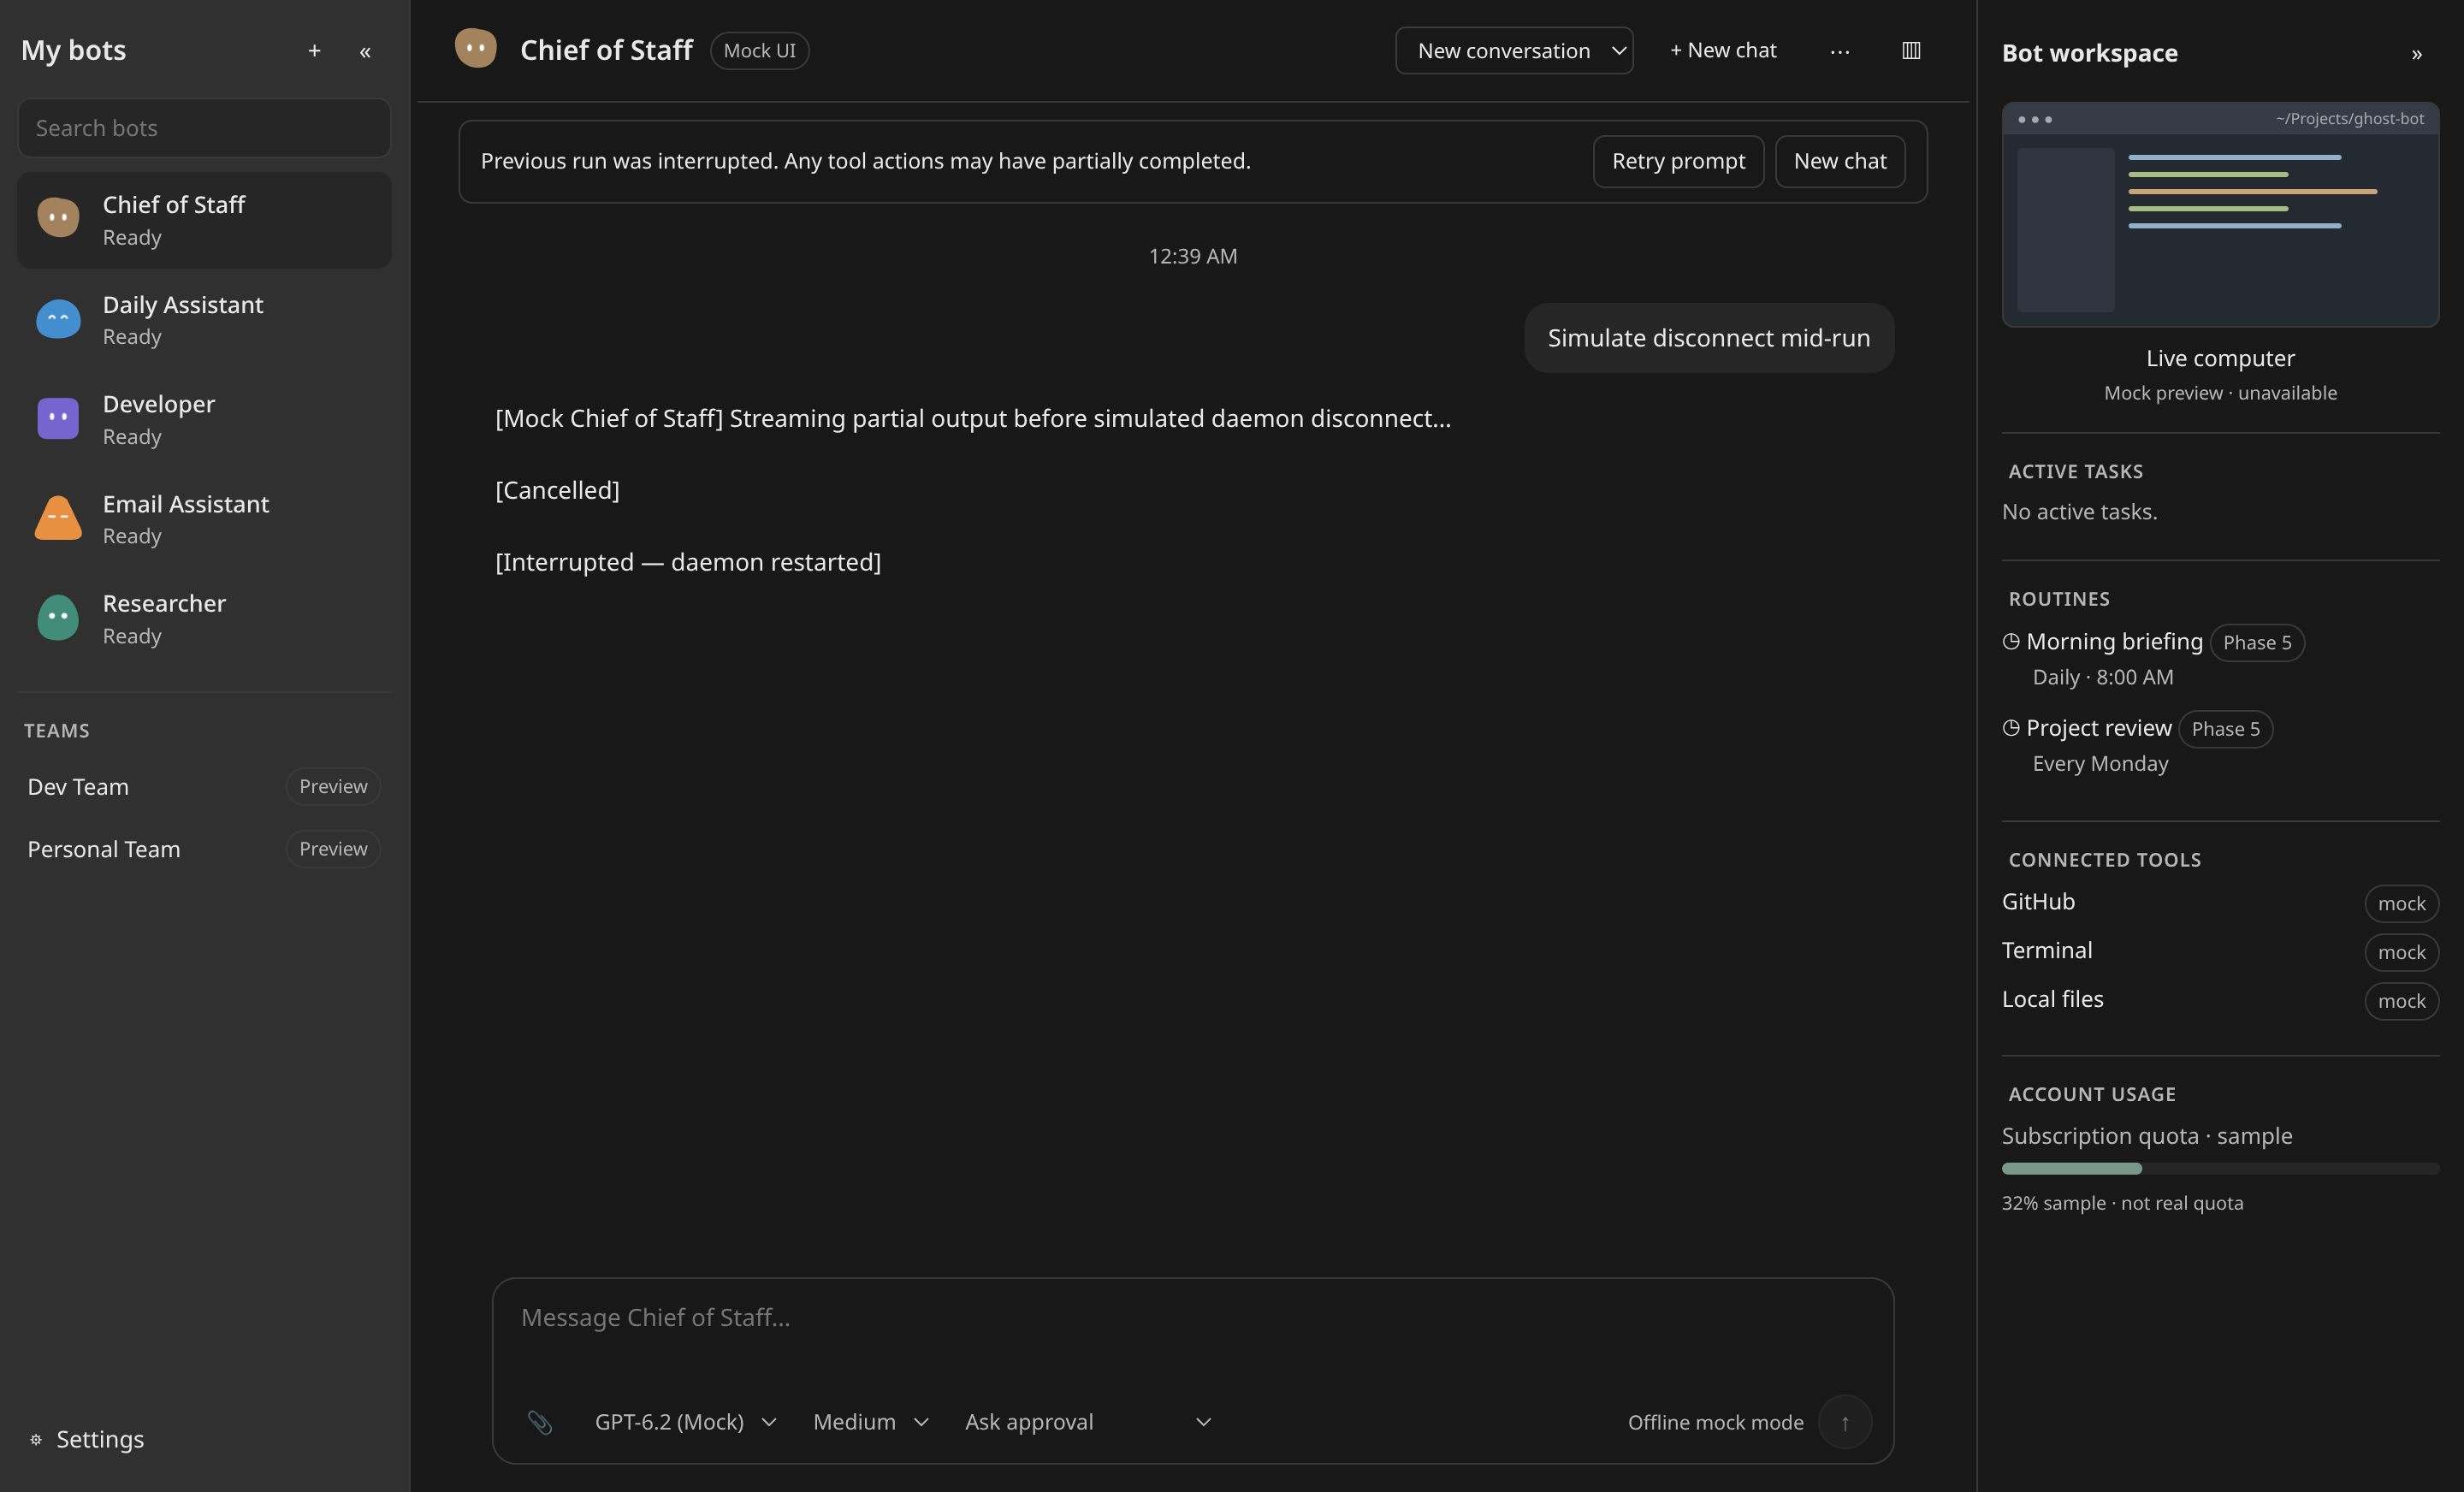 My bots
+
«
Search bots
Chief of Staff
Ready
Daily Assistant
Ready
Developer
Ready
Email Assistant
Ready
Researcher
Ready
TEAMS
Dev Team Preview
Personal Team Preview
Settings
Chief of Staff Mock UI
New conversation
+ New chat
...
Previous run was interrupted. Any tool actions may have partially completed.
Retry prompt
New chat
12:39 AM
Simulate disconnect mid-run
[Mock Chief of Staff] Streaming partial output before simulated daemon disconnect...
[Cancelled]
[Interrupted — daemon restarted]
Message Chief of Staff...
GPT-6.2 (Mock) Medium Ask approval
Offline mock mode ↑
Bot workspace »
~/Projects/ghost-bot
Live computer
Mock preview · unavailable
ACTIVE TASKS
No active tasks.
ROUTINES
Morning briefing Phase 5
Daily · 8:00 AM
Project review Phase 5
Every Monday
CONNECTED TOOLS
GitHub mock
Terminal mock
Local files mock
ACCOUNT USAGE
Subscription quota · sample
32% sample · not real quota